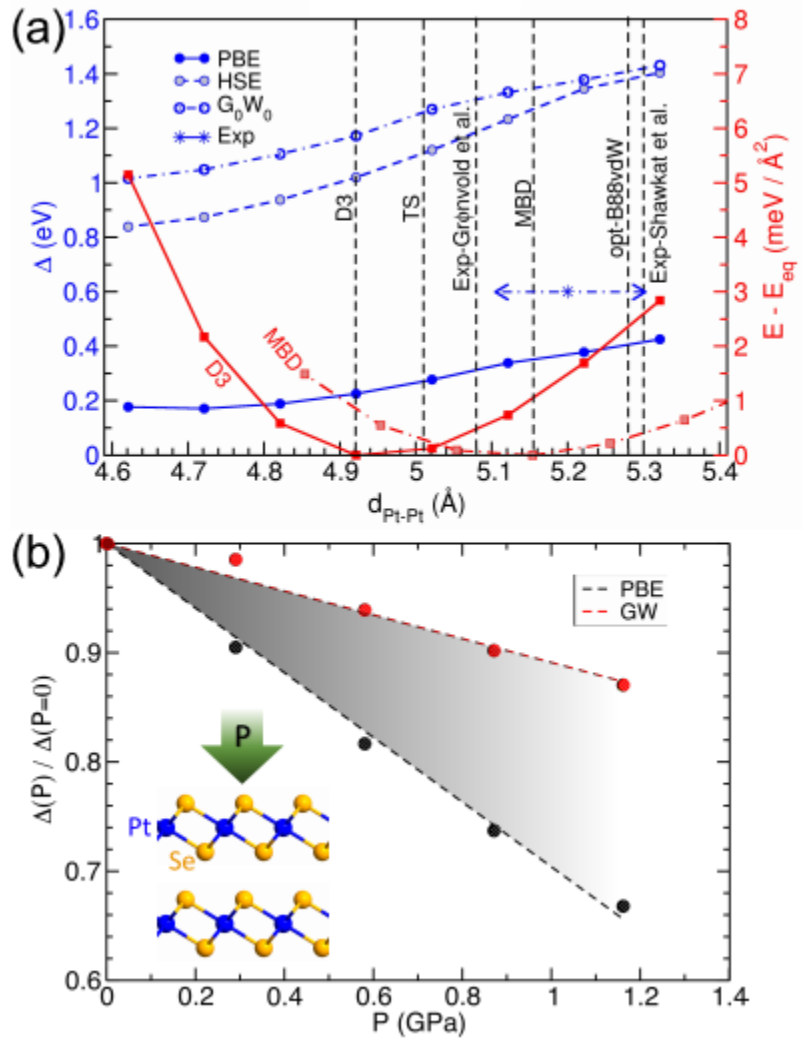 (a)
PBE
HSE
G₀W₀
Exp
Δ (eV)
0
0.2
0.4
0.6
0.8
1
1.2
1.4
1.6
E - E_eq (meV / Å²)
0
1
2
3
4
5
6
7
8
D3
TS
Exp-Grφnvold et al.
MBD
opt-B88vdW
Exp-Shawkat et al.
MBD
D3
4.6
4.7
4.8
4.9
5
5.1
5.2
5.3
5.4
d_Pt-Pt (Å)
(b)
PBE
GW
Δ(P) / Δ(P=0)
1
0.9
0.8
0.7
0.6
P
Pt
Se
0
0.2
0.4
0.6
0.8
1
1.2
1.4
P (GPa)